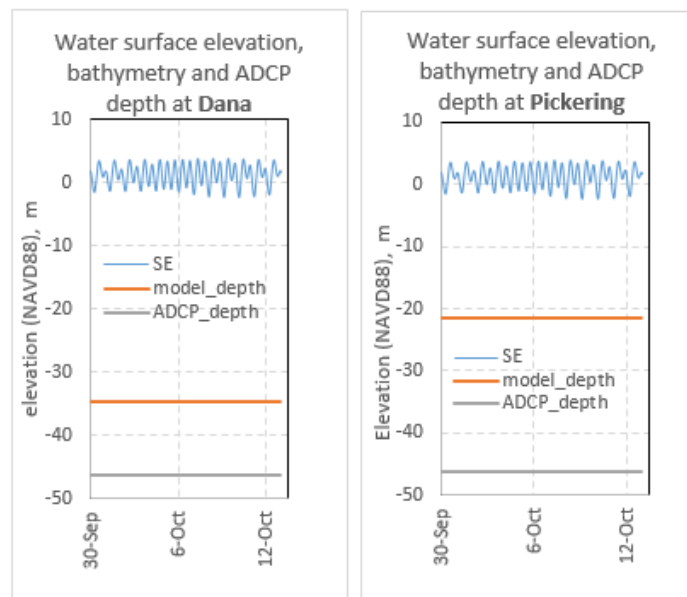 Water surface elevation,
bathymetry and ADCP
depth at Dana
10
0
-10
-20
-30
-40
-50
elevation (NAVD88), m
SE
model_depth
ADCP_depth
30-Sep
6-Oct
12-Oct
Water surface elevation,
bathymetry and ADCP
depth at Pickering
10
0
-10
-20
-30
-40
-50
Elevation (NAVD88), m
SE
model_depth
ADCP_depth
30-Sep
6-Oct
12-Oct